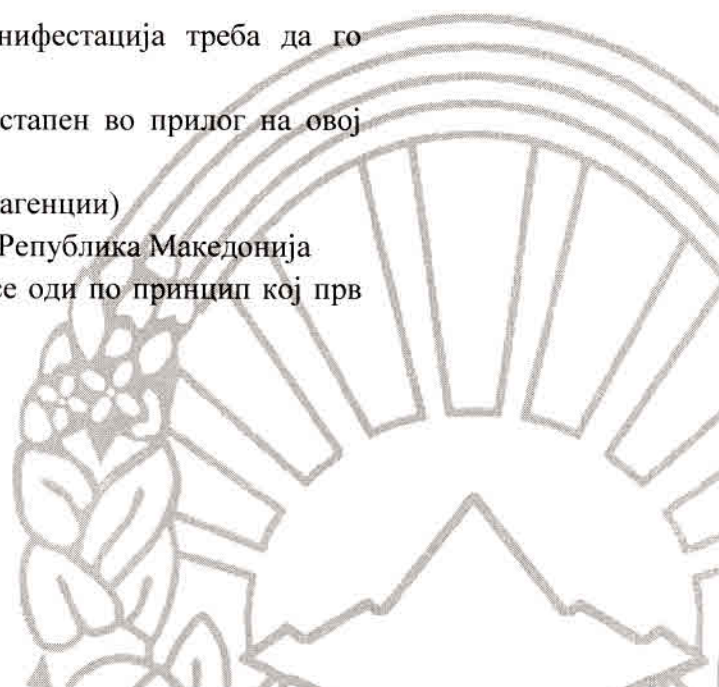 нифестација треба да го
стапен во прилог на овој
агенции)
Република Македонија
се оди по принцип кој прв